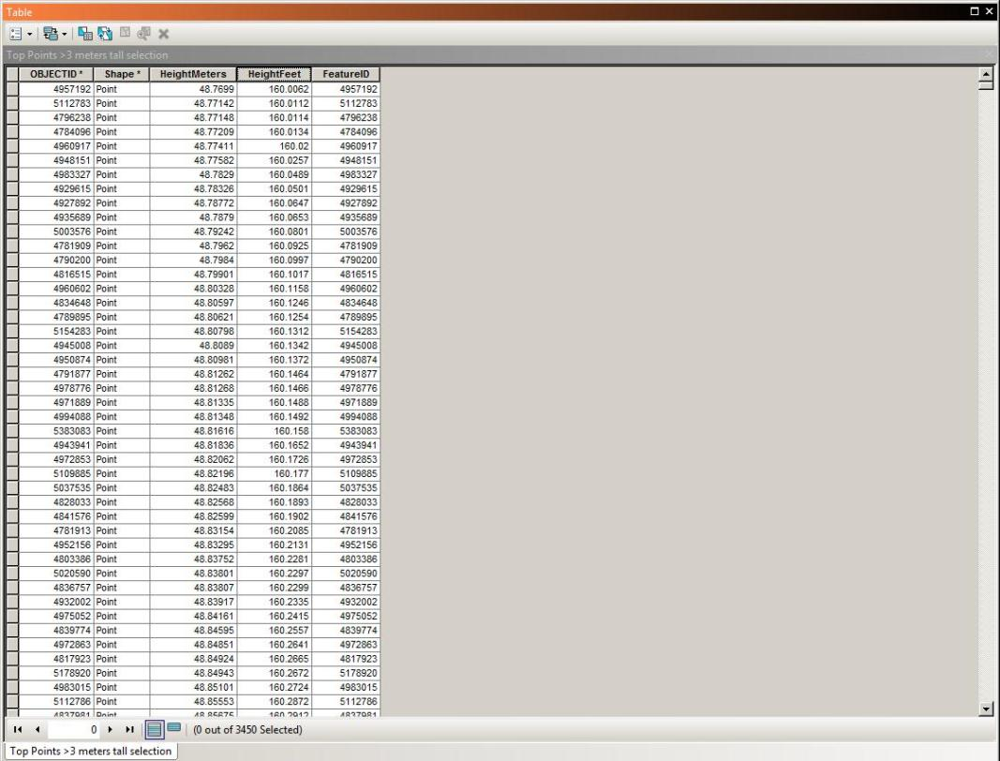 Table
Top Points >3 meters tall selection
OBJECTID * Shape * HeightMeters HeightFeet FeatureID
4957192 Point 48.7699 160.0062 4957192
5112783 Point 48.77142 160.0112 5112783
4796238 Point 48.77148 160.0114 4796238
4784096 Point 48.77209 160.0134 4784096
4960917 Point 48.77411 160.02 4960917
4948151 Point 48.77582 160.0257 4948151
4983327 Point 48.7829 160.0489 4983327
4929615 Point 48.78326 160.0501 4929615
4927892 Point 48.78772 160.0647 4927892
4935689 Point 48.7879 160.0653 4935689
5003576 Point 48.79242 160.0801 5003576
4781909 Point 48.7962 160.0925 4781909
4790200 Point 48.7984 160.0997 4790200
4816515 Point 48.79901 160.1017 4816515
4960602 Point 48.80328 160.1158 4960602
4834648 Point 48.80597 160.1246 4834648
4789895 Point 48.80621 160.1254 4789895
5154283 Point 48.80798 160.1312 5154283
4945008 Point 48.8089 160.1342 4945008
4950874 Point 48.80981 160.1372 4950874
4791877 Point 48.81262 160.1464 4791877
4978776 Point 48.81268 160.1466 4978776
4971889 Point 48.81335 160.1488 4971889
4994088 Point 48.81348 160.1492 4994088
5383083 Point 48.81616 160.158 5383083
4943941 Point 48.81836 160.1652 4943941
4972853 Point 48.82062 160.1726 4972853
5109885 Point 48.82196 160.177 5109885
5037535 Point 48.82483 160.1864 5037535
4828033 Point 48.82568 160.1893 4828033
4841576 Point 48.82599 160.1902 4841576
4781913 Point 48.83154 160.2085 4781913
4952156 Point 48.83295 160.2131 4952156
4803386 Point 48.83752 160.2281 4803386
5020590 Point 48.83801 160.2297 5020590
4836757 Point 48.83807 160.2299 4836757
4932002 Point 48.83917 160.2335 4932002
4975052 Point 48.84161 160.2415 4975052
4839774 Point 48.84595 160.2557 4839774
4972863 Point 48.84851 160.2641 4972863
4817923 Point 48.84924 160.2665 4817923
5178920 Point 48.84943 160.2672 5178920
4983015 Point 48.85101 160.2724 4983015
5112786 Point 48.85553 160.2872 5112786
4837981 Point 48.85675 160.2912 4837981
0 (0 out of 3450 Selected)
Top Points >3 meters tall selection